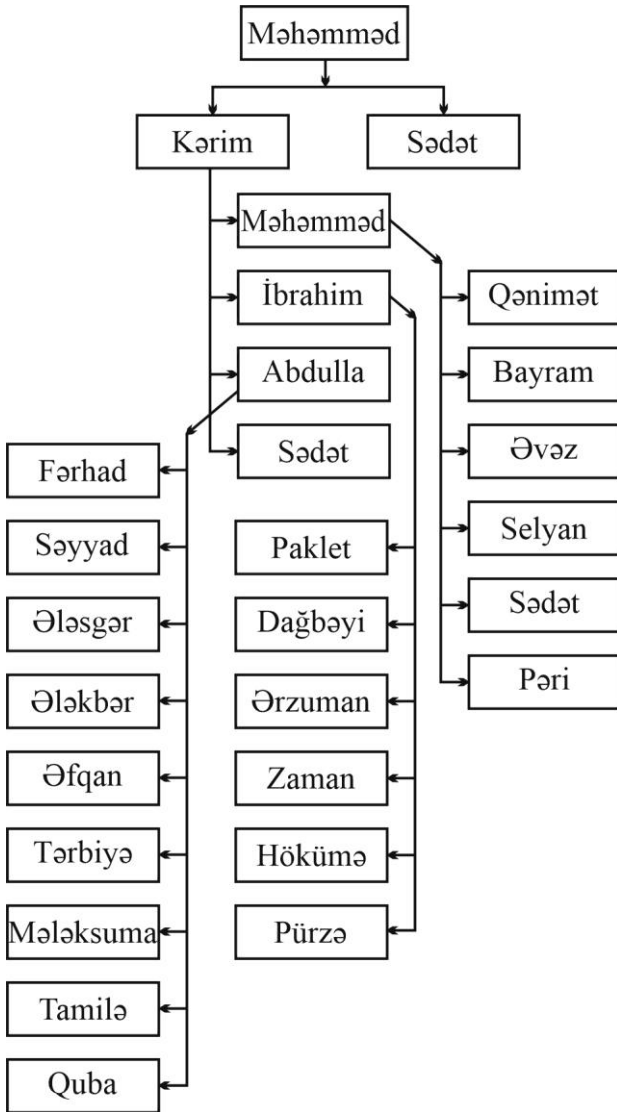 Məhəmməd
Kərim
Sədət
Məhəmməd
İbrahim
Abdulla
Sədət
Qənimət
Bayram
Əvəz
Selyan
Sədət
Pəri
Paklet
Dağbəyi
Ərzuman
Zaman
Hökümə
Pürzə
Fərhad
Səyyad
Ələsgər
Ələkbər
Əfqan
Tərbiyə
Mələksuma
Tamilə
Quba